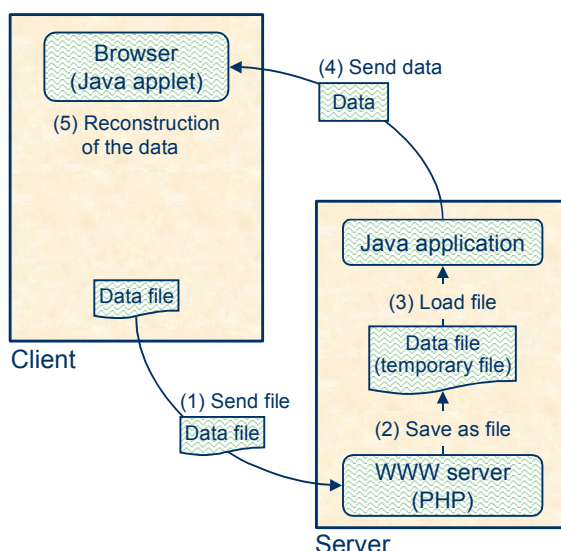 Browser
(Java applet)
(4) Send data
Data
(5) Reconstruction
of the data
Java application
Data file
(3) Load file
Data file
(temporary file)
Client
(1) Send file
Data file
(2) Save as file
WWW server
(PHP)
Server